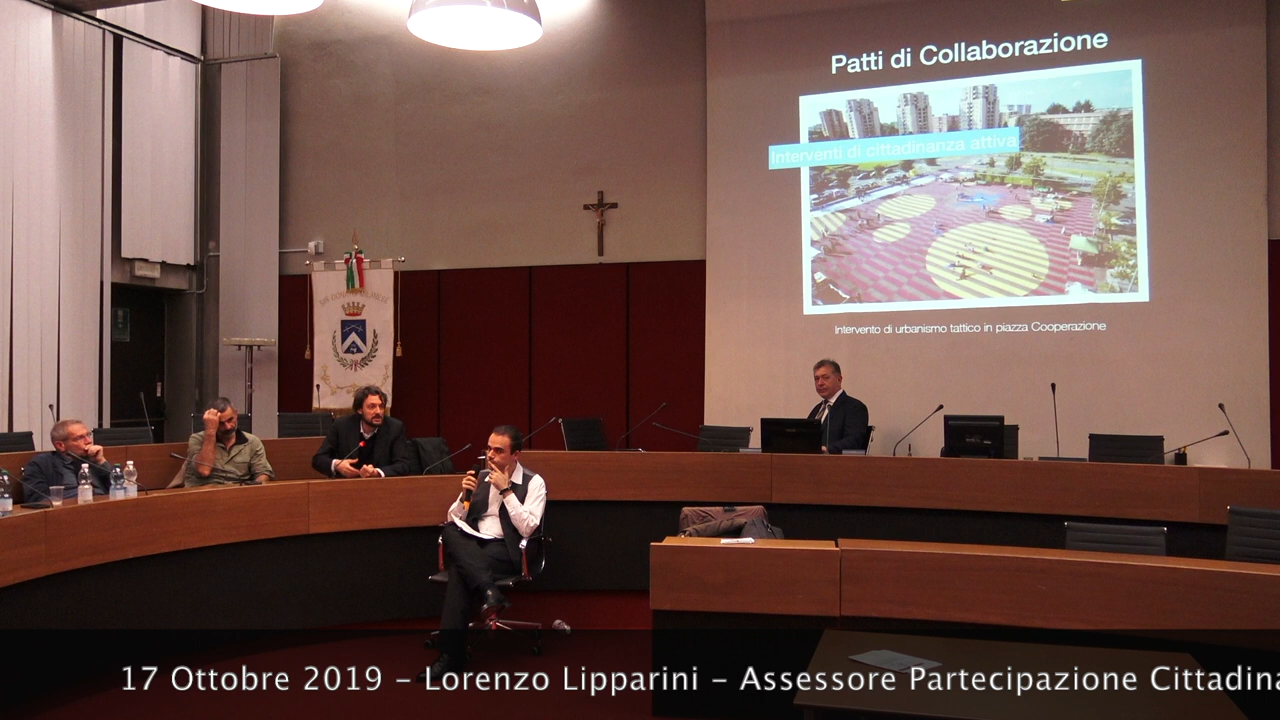 Patti di Collaborazione
Interventi di cittadinanza attiva
Intervento di urbanismo tattico in piazza Cooperazione
17 Ottobre 2019 - Lorenzo Lipparini - Assessore Partecipazione Cittadina